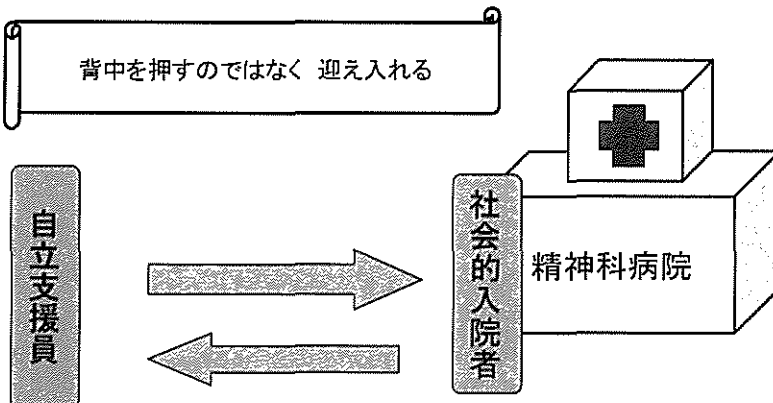 背中を押すのではなく 迎え入れる
自立支援員
社会的入院者
精神科病院